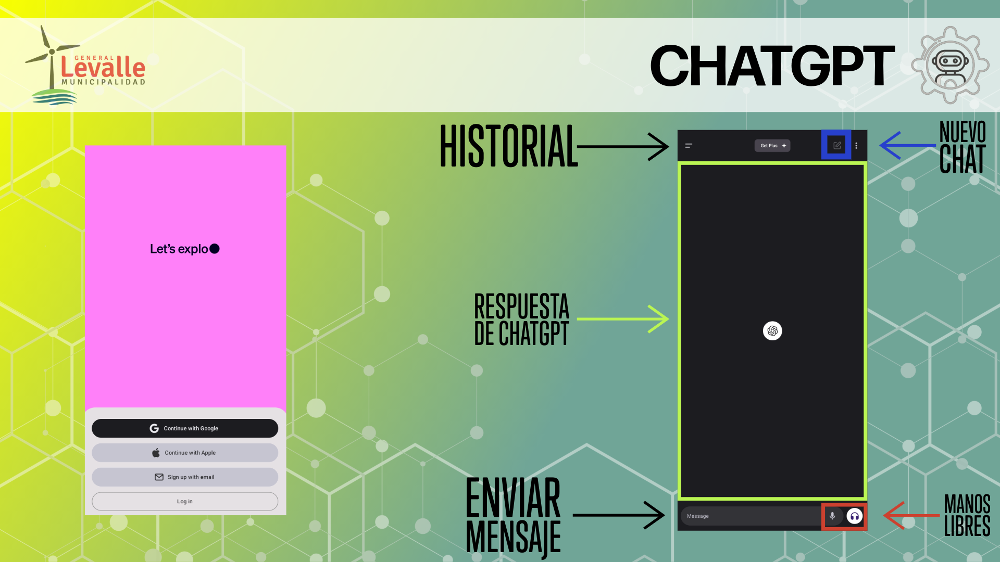 GENERAL
Levalle
MUNICIPALIDAD
CHATGPT
Let's explo
Continue with Google
Continue with Apple
Sign up with email
Log in
HISTORIAL
RESPUESTA
DE CHATGPT
ENVIAR
MENSAJE
Get Plus
Message
NUEVO
CHAT
MANOS
LIBRES